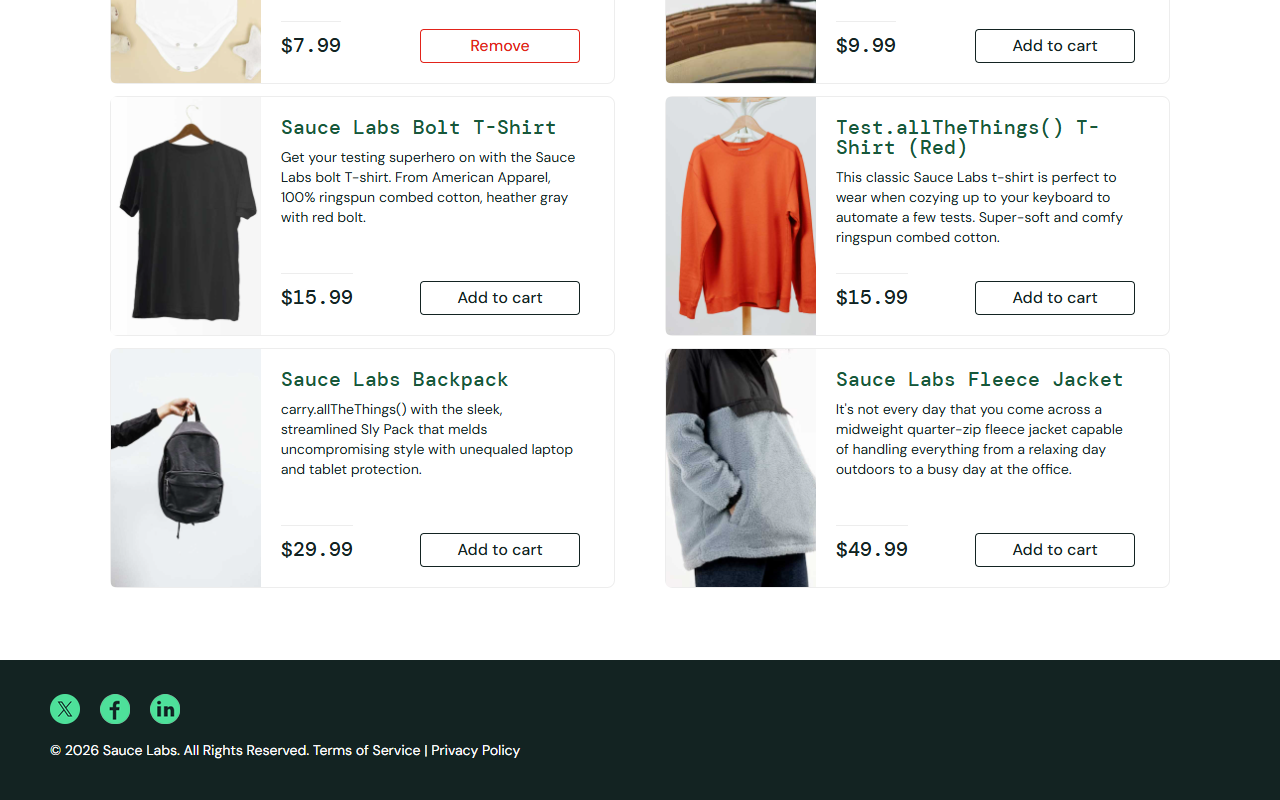 $7.99
Remove
$9.99
Add to cart
Sauce Labs Bolt T-Shirt
Get your testing superhero on with the Sauce
Labs bolt T-shirt. From American Apparel,
100% ringspun combed cotton, heather gray
with red bolt.
$15.99
Add to cart
Test.allTheThings() T-
Shirt (Red)
This classic Sauce Labs t-shirt is perfect to
wear when cozying up to your keyboard to
automate a few tests. Super-soft and comfy
ringspun combed cotton.
$15.99
Add to cart
Sauce Labs Backpack
carry.allTheThings() with the sleek,
streamlined Sly Pack that melds
uncompromising style with unequaled laptop
and tablet protection.
$29.99
Add to cart
Sauce Labs Fleece Jacket
It's not every day that you come across a
midweight quarter-zip fleece jacket capable
of handling everything from a relaxing day
outdoors to a busy day at the office.
$49.99
Add to cart
© 2026 Sauce Labs. All Rights Reserved. Terms of Service | Privacy Policy